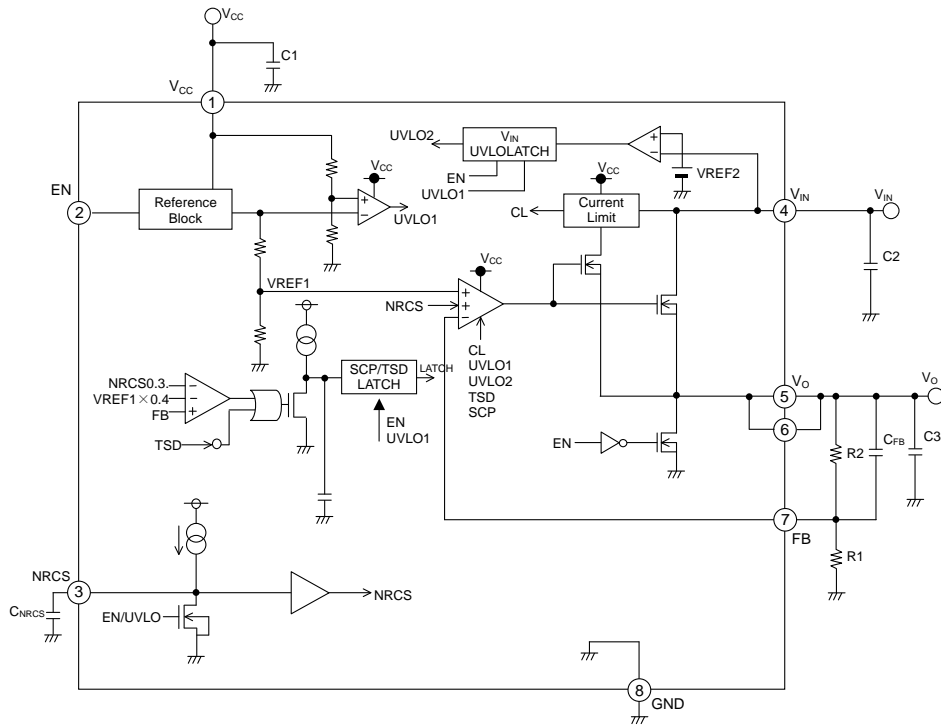 VCC
C1
VCC
1
UVLO2
VIN
UVLOLATCH
EN
UVLO1
VREF2
VCC
EN
2
Reference
Block
VCC
+
−
UVLO1
+
−
CL
Current
Limit
4
VIN
VIN
C2
VREF1
VCC
NRCS
+
+
−
CL
UVLO1
UVLO2
TSD
SCP
NRCS0.3
VREF1×0.4
FB
−
−
+
TSD
SCP/TSD
LATCH
LATCH
EN
UVLO1
EN
VO
5
6
VO
R2
CFB
C3
7
FB
R1
NRCS
3
CNRCS
EN/UVLO
NRCS
8
GND